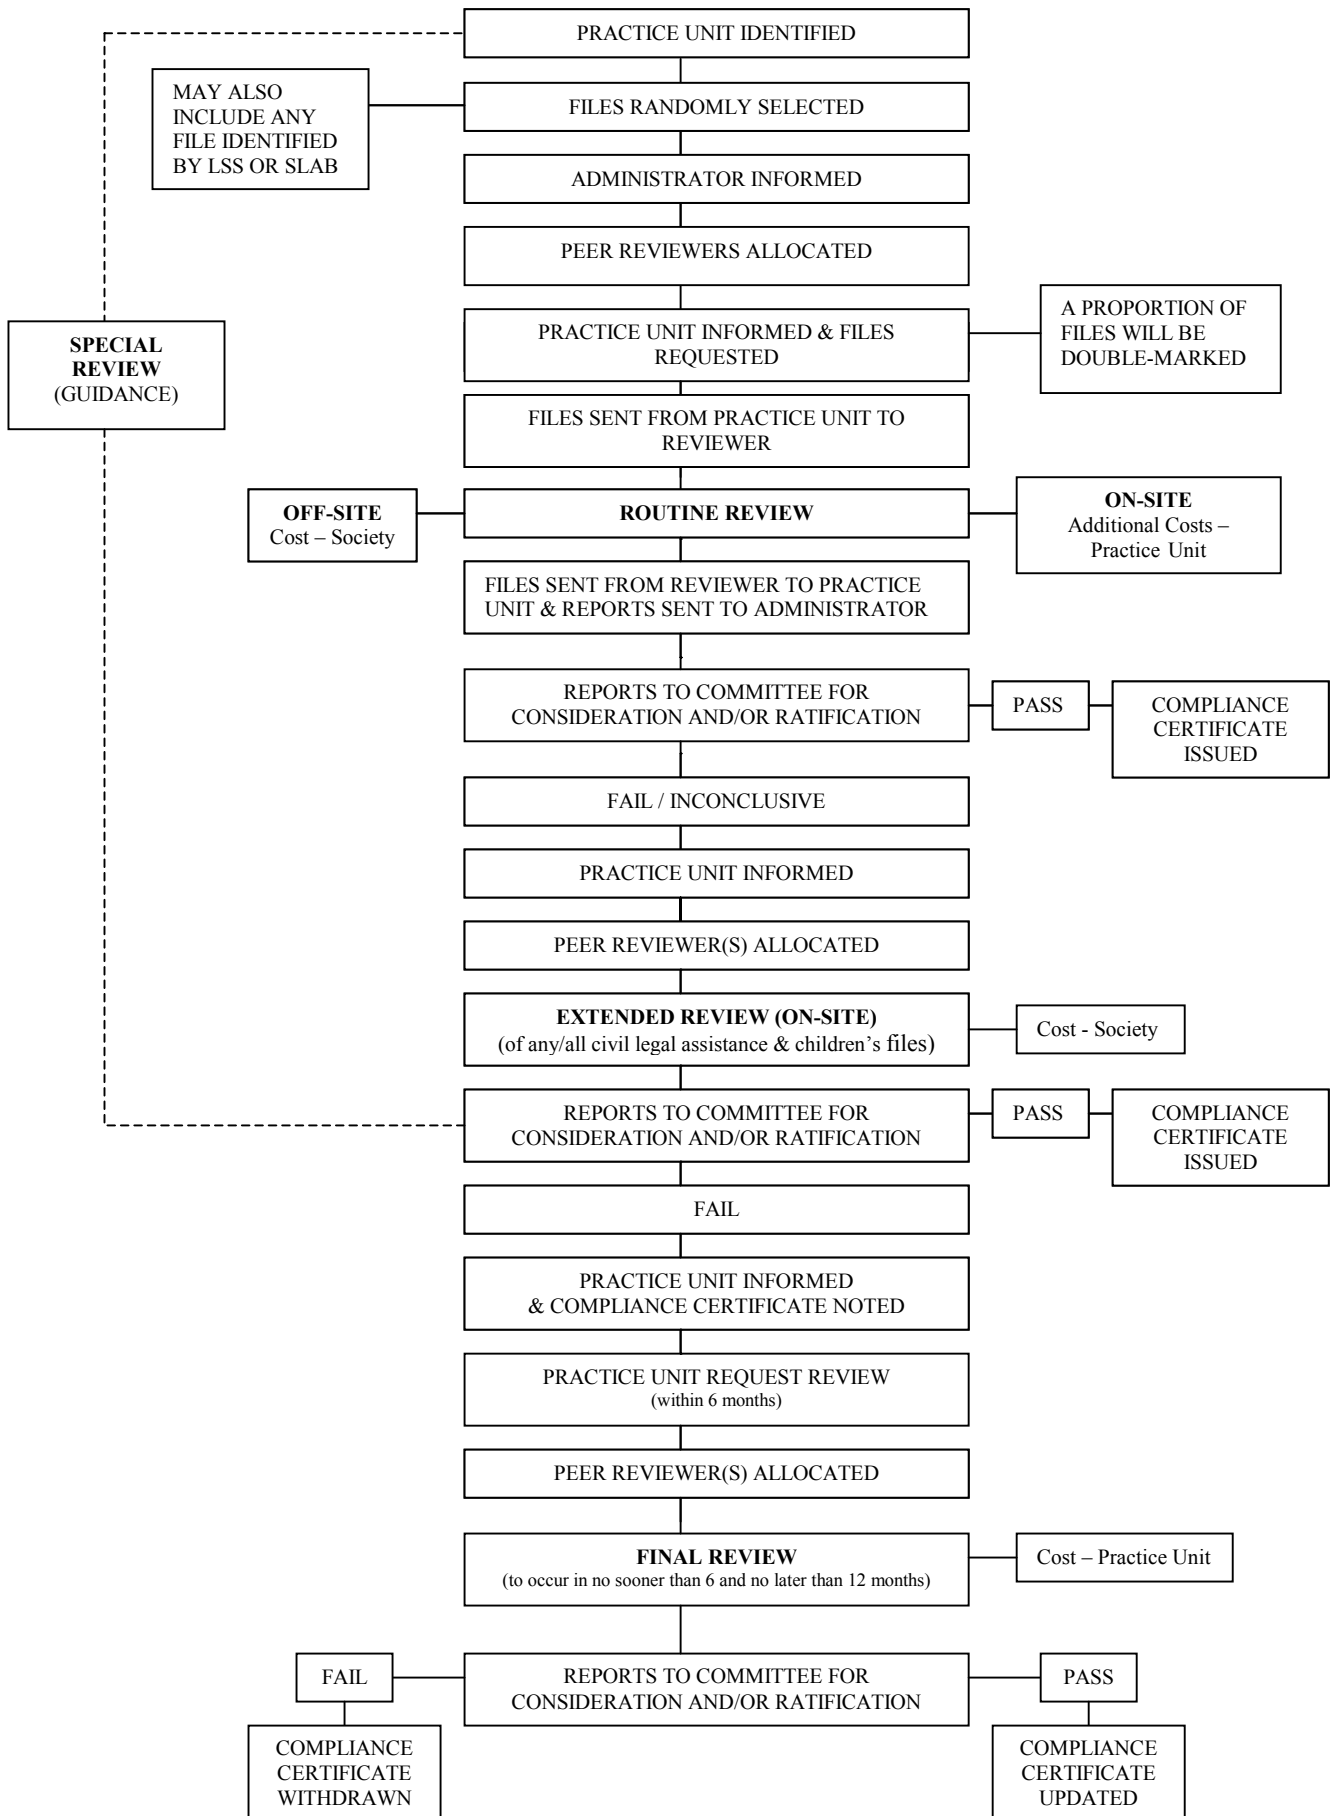 PRACTICE UNIT IDENTIFIED
MAY ALSO
INCLUDE ANY
FILE IDENTIFIED
BY LSS OR SLAB
FILES RANDOMLY SELECTED
ADMINISTRATOR INFORMED
PEER REVIEWERS ALLOCATED
PRACTICE UNIT INFORMED & FILES
REQUESTED
A PROPORTION OF
FILES WILL BE
DOUBLE-MARKED
SPECIAL
REVIEW
(GUIDANCE)
FILES SENT FROM PRACTICE UNIT TO
REVIEWER
OFF-SITE
Cost – Society
ROUTINE REVIEW
ON-SITE
Additional Costs –
Practice Unit
FILES SENT FROM REVIEWER TO PRACTICE
UNIT & REPORTS SENT TO ADMINISTRATOR
REPORTS TO COMMITTEE FOR
CONSIDERATION AND/OR RATIFICATION
PASS
COMPLIANCE
CERTIFICATE
ISSUED
FAIL / INCONCLUSIVE
PRACTICE UNIT INFORMED
PEER REVIEWER(S) ALLOCATED
EXTENDED REVIEW (ON-SITE)
(of any/all civil legal assistance & children’s files)
Cost - Society
REPORTS TO COMMITTEE FOR
CONSIDERATION AND/OR RATIFICATION
PASS
COMPLIANCE
CERTIFICATE
ISSUED
FAIL
PRACTICE UNIT INFORMED
& COMPLIANCE CERTIFICATE NOTED
PRACTICE UNIT REQUEST REVIEW
(within 6 months)
PEER REVIEWER(S) ALLOCATED
FINAL REVIEW
(to occur in no sooner than 6 and no later than 12 months)
Cost – Practice Unit
FAIL
REPORTS TO COMMITTEE FOR
CONSIDERATION AND/OR RATIFICATION
PASS
COMPLIANCE
CERTIFICATE
WITHDRAWN
COMPLIANCE
CERTIFICATE
UPDATED